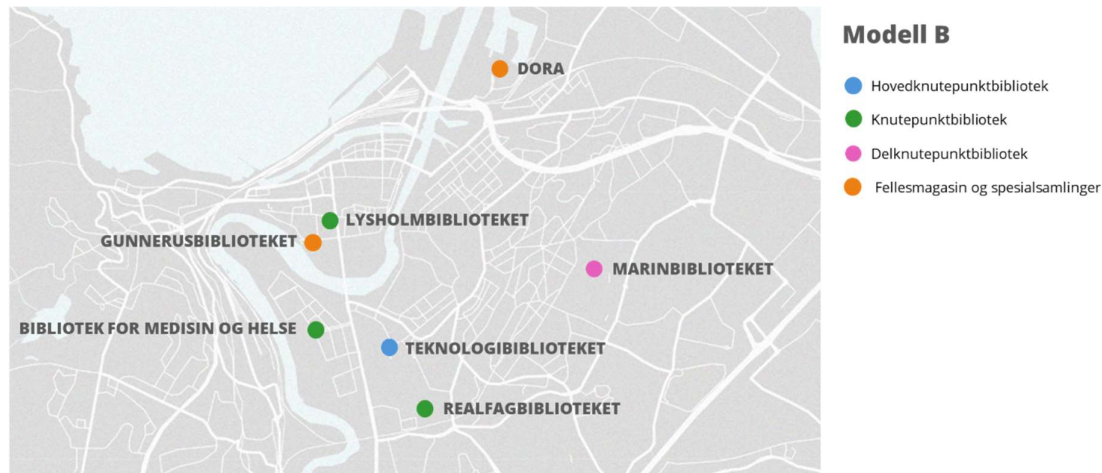 Modell B
Hovedknutepunktbibliotek
Knutepunktbibliotek
Delknutepunktbibliotek
Fellesmagasin og spesialsamlinger
DORA
LYSHOLMBIBLIOTEKET
GUNNERUSBIBLIOTEKET
MARINBIBLIOTEKET
BIBLIOTEK FOR MEDISIN OG HELSE
TEKNOLOGIBIBLIOTEKET
REALFAGBIBLIOTEKET